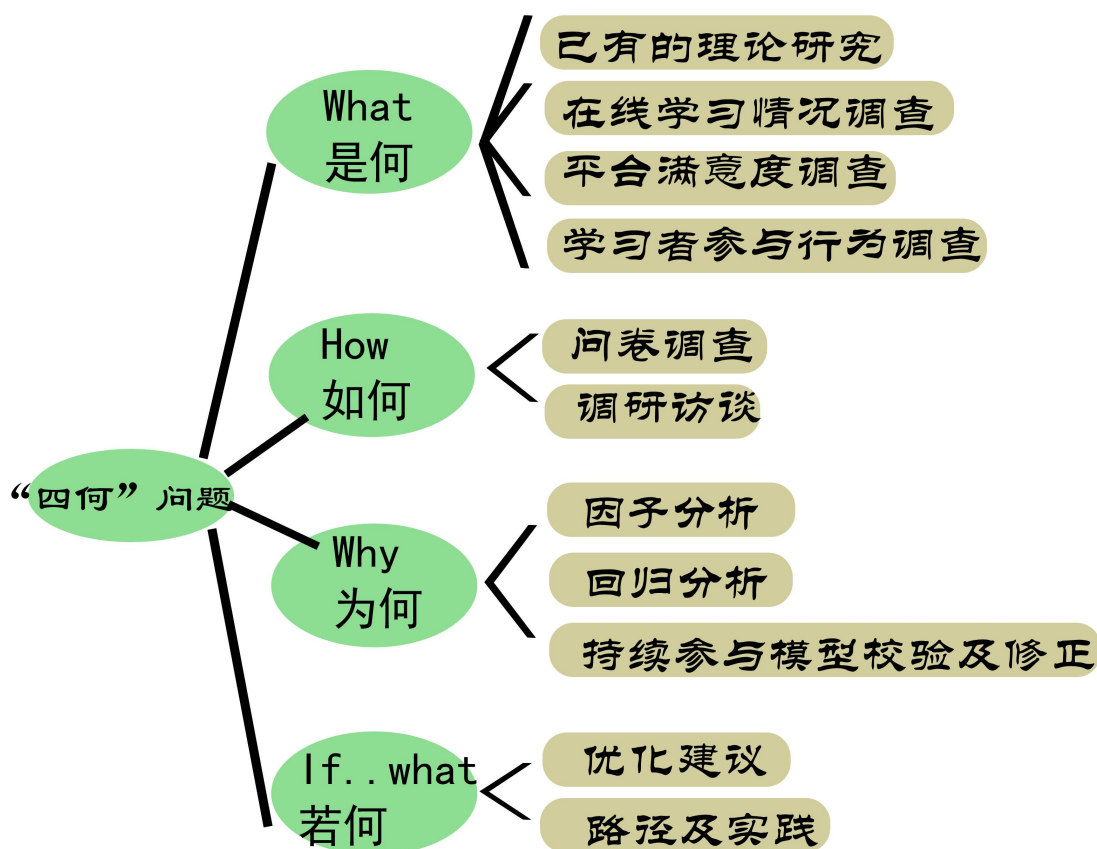 What
是何
已有的理论研究
在线学习情况调查
平台满意度调查
学习者参与行为调查
How
如何
问卷调查
调研访谈
“四何”问题
Why
为何
因子分析
回归分析
持续参与模型校验及修正
If..what
若何
优化建议
路径及实践